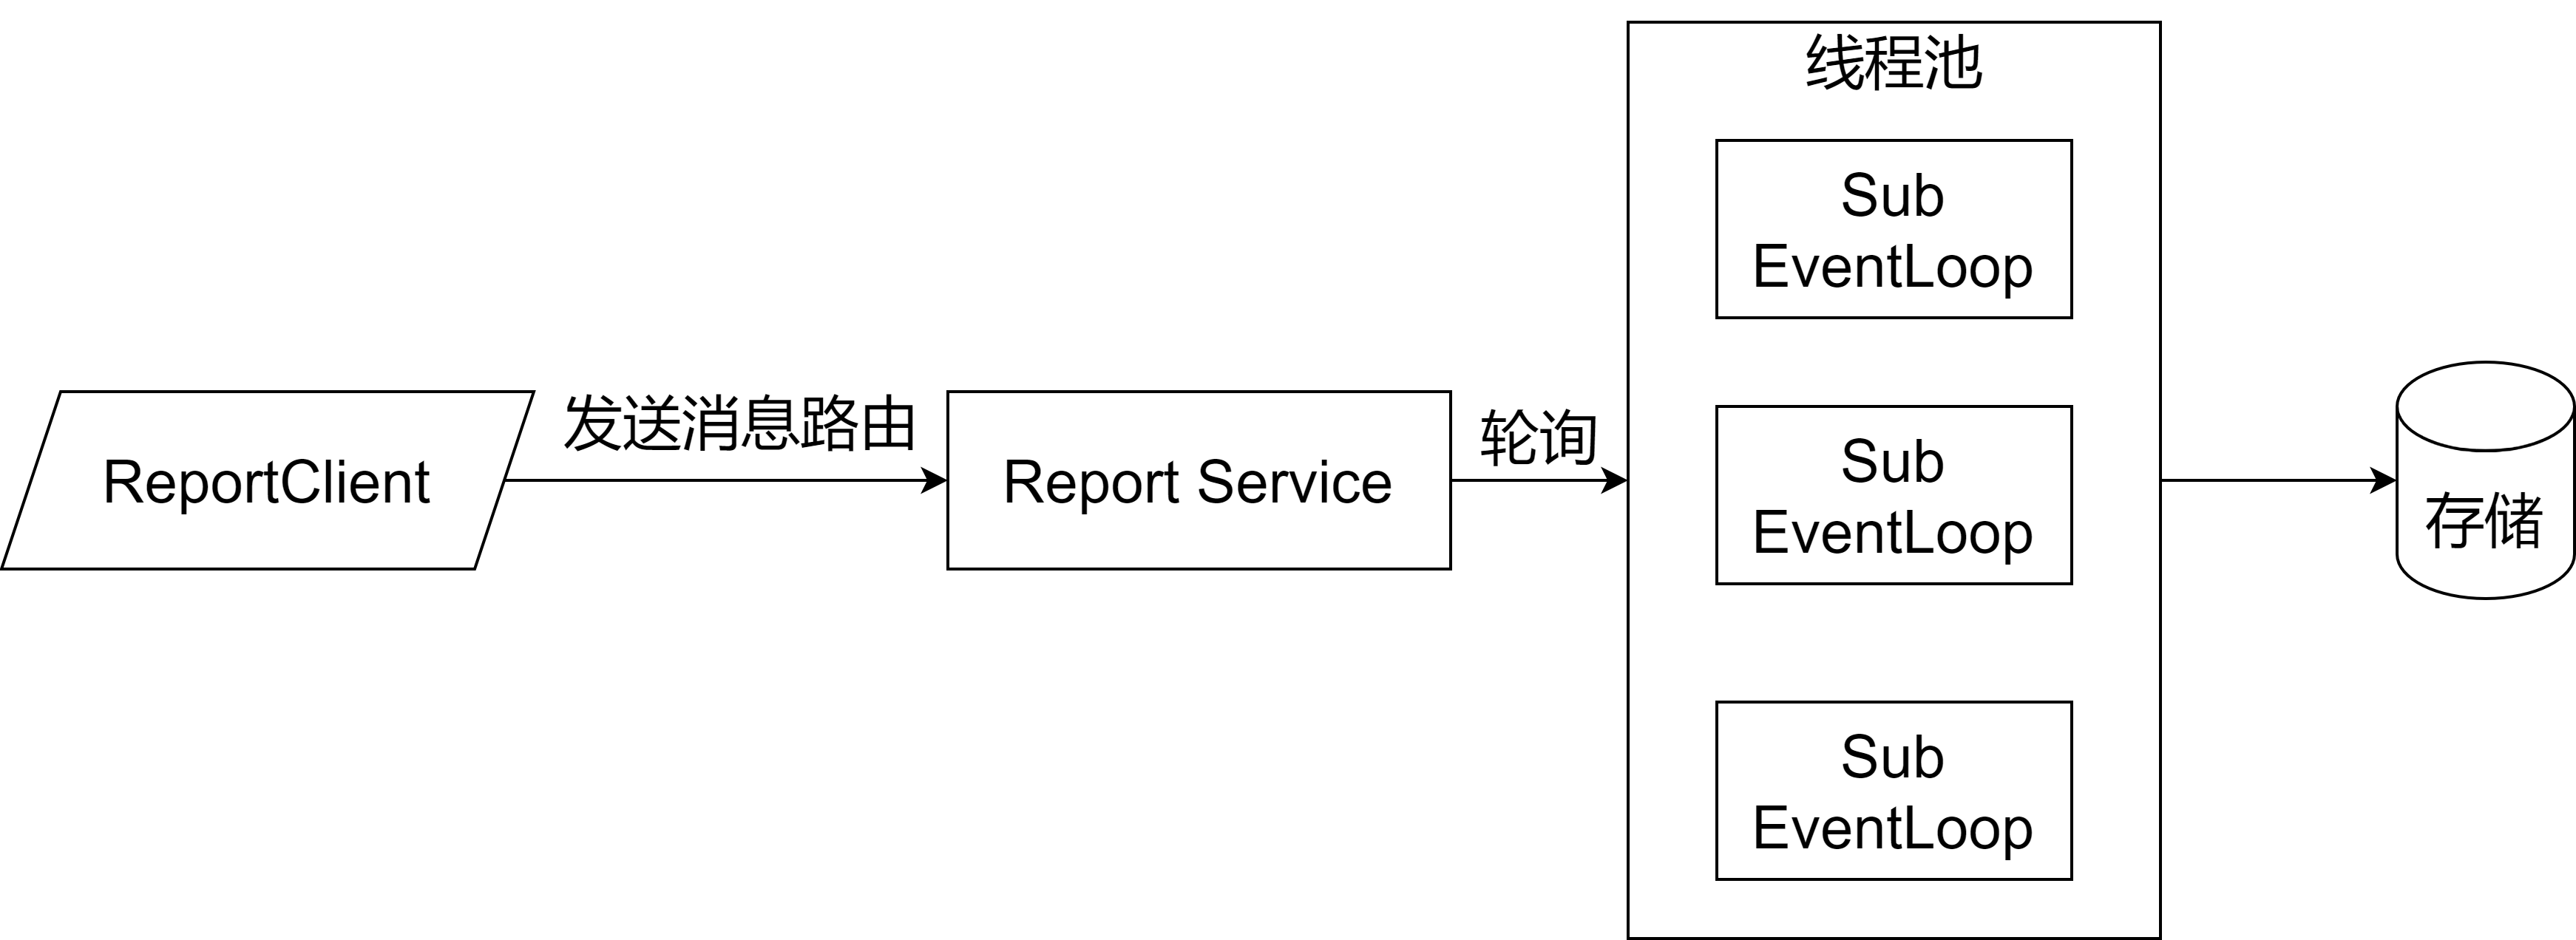 ReportClient
发送消息路由
Report Service
轮询
线程池
Sub
EventLoop
Sub
EventLoop
Sub
EventLoop
存储